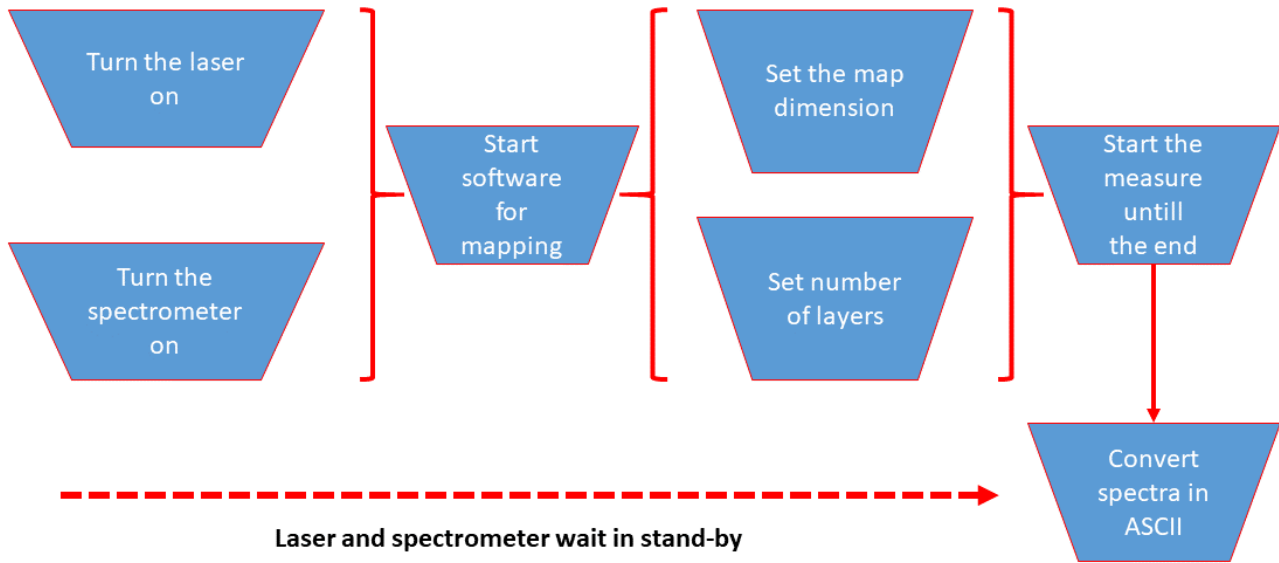 Turn the laser
on
Turn the
spectrometer
on
Start
software
for
mapping
Set the map
dimension
Set number
of layers
Start the
measure
untill
the end
Convert
spectra in
ASCII
Laser and spectrometer wait in stand-by